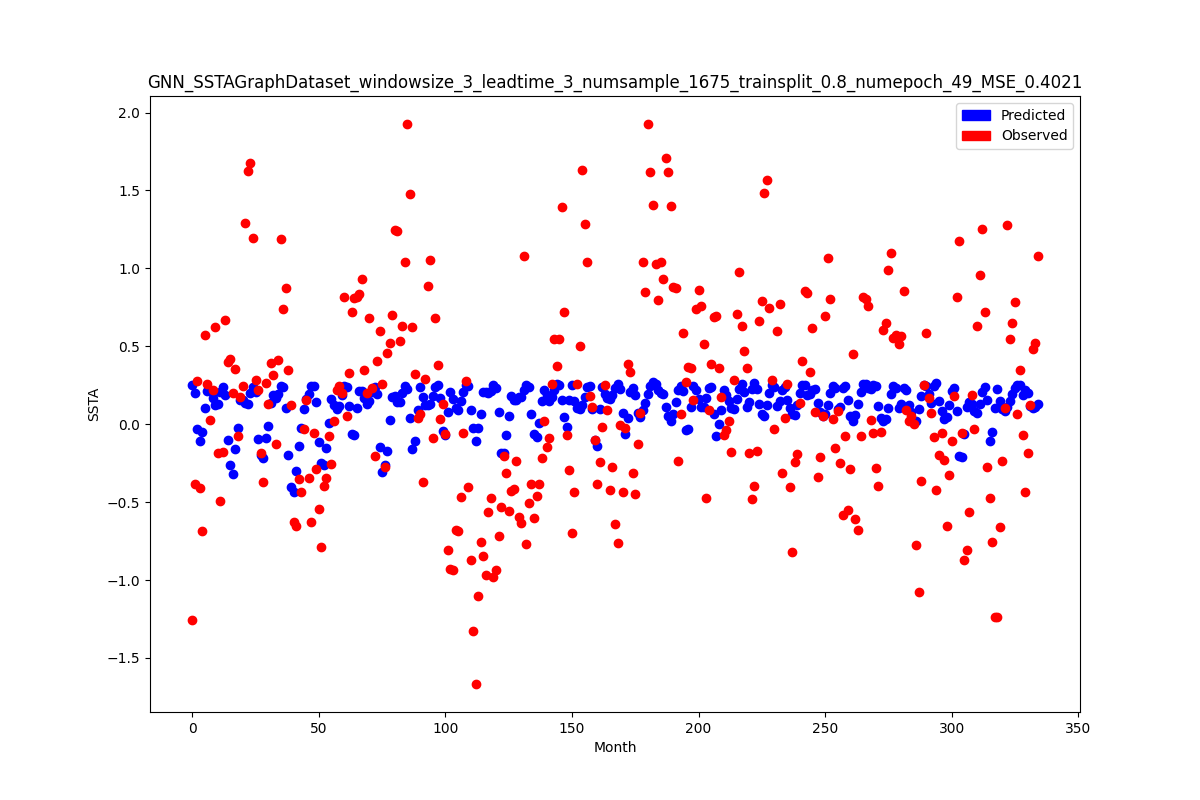 GNN_SSTAGraphDataset_windowsize_3_leadtime_3_numsample_1675_trainsplit_0.8_numepoch_49_MSE_0.4021
Predicted
Observed
2.0
1.5
1.0
0.5
0.0
−0.5
−1.0
−1.5
SSTA
0 50 100 150 200 250 300 350
Month